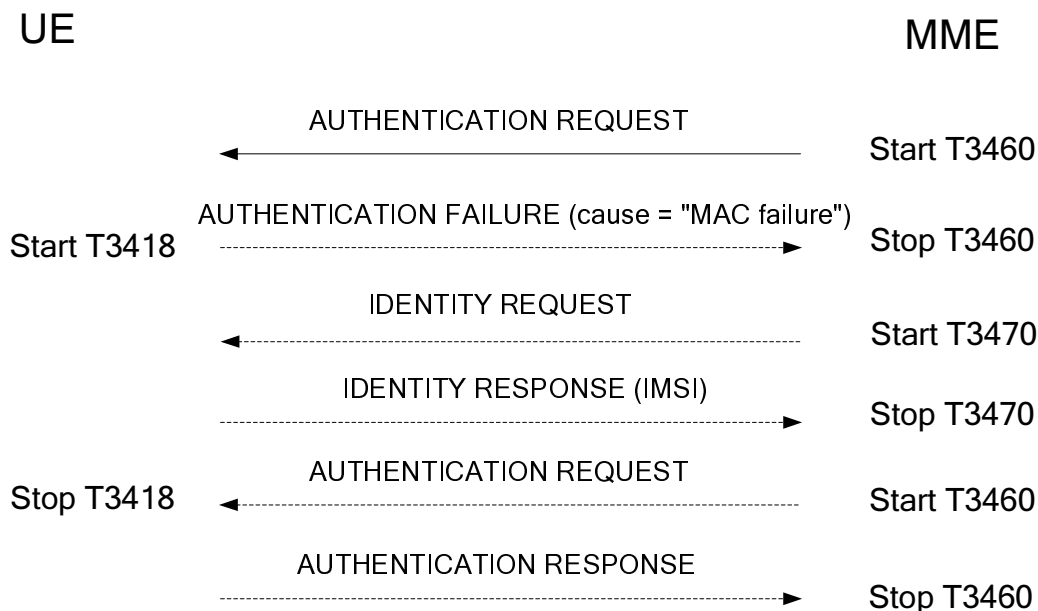 UE
MME
AUTHENTICATION REQUEST
Start T3460
AUTHENTICATION FAILURE (cause = "MAC failure")
Start T3418
Stop T3460
IDENTITY REQUEST
Start T3470
IDENTITY RESPONSE (IMSI)
Stop T3470
AUTHENTICATION REQUEST
Stop T3418
Start T3460
AUTHENTICATION RESPONSE
Stop T3460